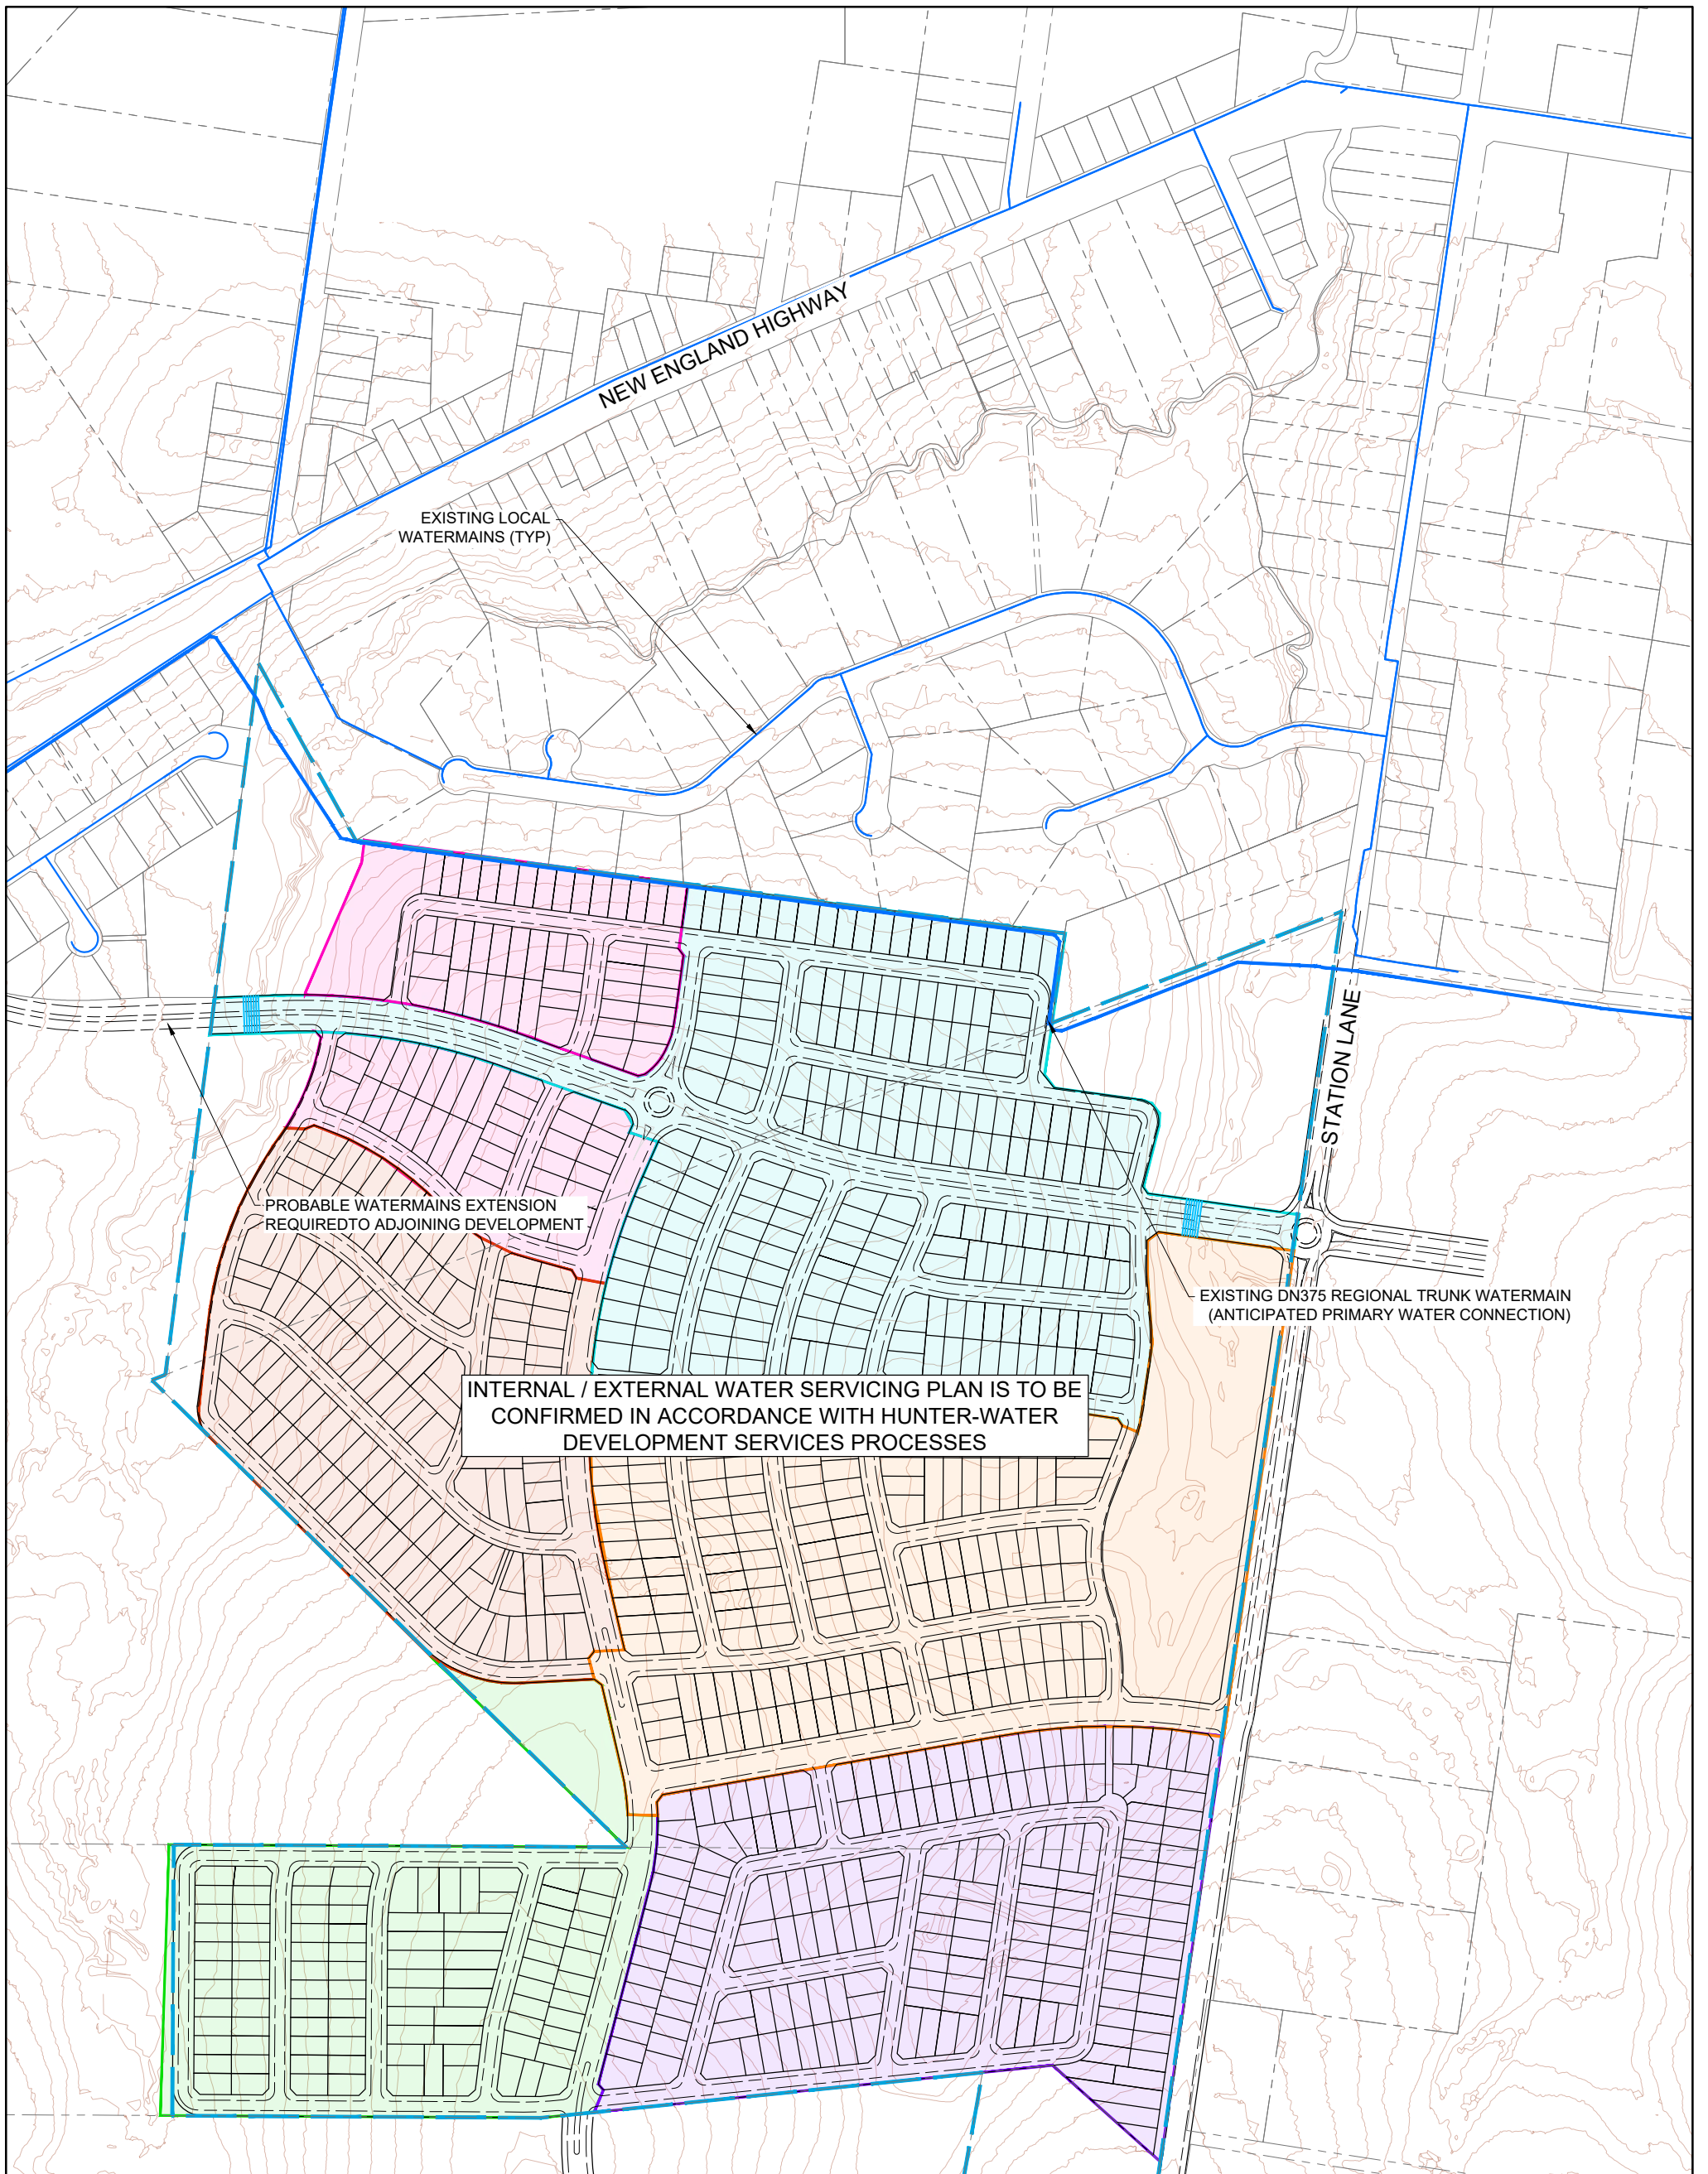 NEW ENGLAND HIGHWAY
EXISTING LOCAL
WATERMAINS (TYP)
STATION LANE
PROBABLE WATERMAINS EXTENSION
REQUIREDTO ADJOINING DEVELOPMENT
EXISTING DN375 REGIONAL TRUNK WATERMAIN
(ANTICIPATED PRIMARY WATER CONNECTION)
INTERNAL / EXTERNAL WATER SERVICING PLAN IS TO BE
CONFIRMED IN ACCORDANCE WITH HUNTER-WATER
DEVELOPMENT SERVICES PROCESSES